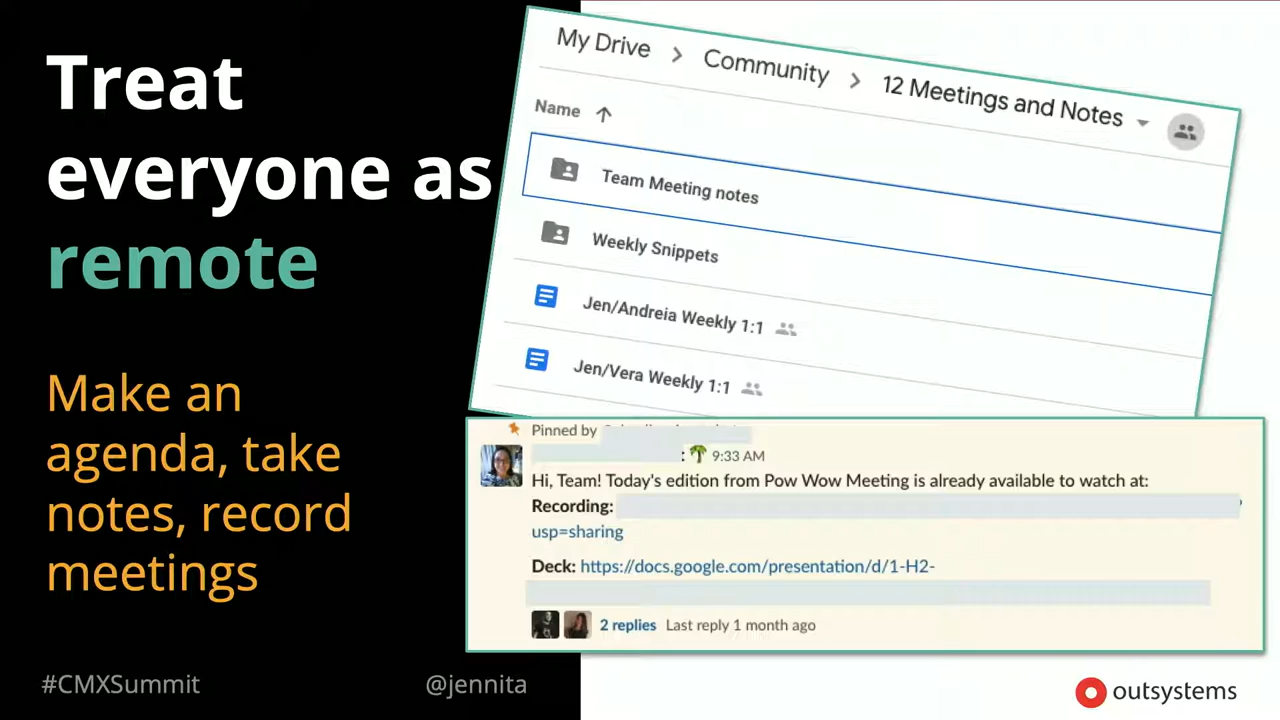 Treat
everyone as
remote
Make an
agenda, take
notes, record
meetings
#CMXSummit
@jennita
My Drive > Community > 12 Meetings and Notes
Name ↑
Team Meeting notes
Weekly Snippets
Jen/Andreia Weekly 1:1
Jen/Vera Weekly 1:1
Pinned by
: 9:33 AM
Hi, Team! Today's edition from Pow Wow Meeting is already available to watch at:
Recording:
usp=sharing
Deck: https://docs.google.com/presentation/d/1-H2-
2 replies Last reply 1 month ago
outsystems